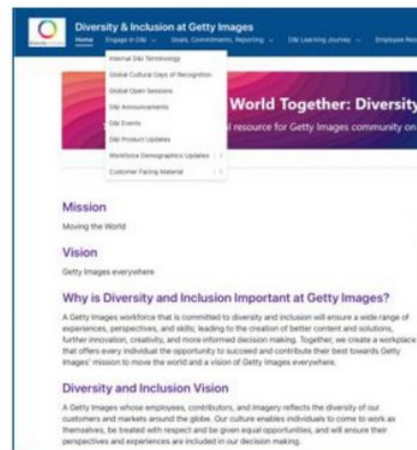 Diversity & Inclusion at Getty Images
Home Engage in D&I Goals, Commitments, Reporting D&I Learning Journey Employee Res
Internal D&I Terminology
Global Cultural Days of Recognition
Global Open Sessions
D&I Announcements
D&I Events
D&I Product Updates
Workforce Demographics Updates
Customer Facing Material
World Together: Diversity
resource for Getty Images community on
Mission
Moving the World
Vision
Getty Images everywhere
Why is Diversity and Inclusion Important at Getty Images?
A Getty Images workforce that is committed to diversity and inclusion will ensure a wide range of
experiences, perspectives, and skills; leading to the creation of better content and solutions,
further innovation, creativity, and more informed decision making. Together, we create a workplace
that offers every individual the opportunity to succeed and contribute their best towards Getty
Images' mission to move the world and a vision of Getty Images everywhere.
Diversity and Inclusion Vision
A Getty Images whose employees, contributors, and imagery reflects the diversity of our
customers and markets around the globe. Our culture enables individuals to come to work as
themselves, be treated with respect and be given equal opportunities, and will ensure their
perspectives and experiences are included in our decision making.